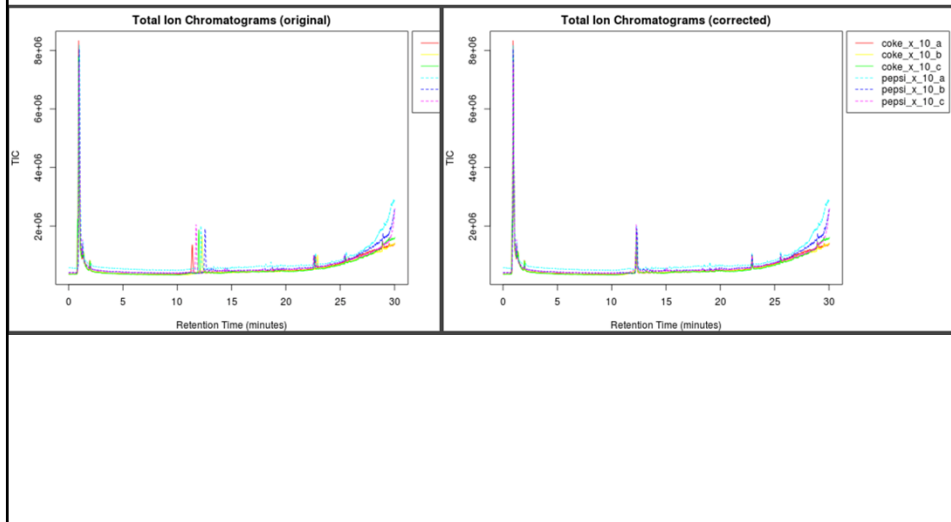 Total Ion Chromatograms (original)
TIC
8e+06
6e+06
4e+06
2e+06
0 5 10 15 20 25 30
Retention Time (minutes)
Total Ion Chromatograms (corrected)
TIC
8e+06
6e+06
4e+06
2e+06
0 5 10 15 20 25 30
Retention Time (minutes)
coke_x_10_a
coke_x_10_b
coke_x_10_c
pepsi_x_10_a
pepsi_x_10_b
pepsi_x_10_c